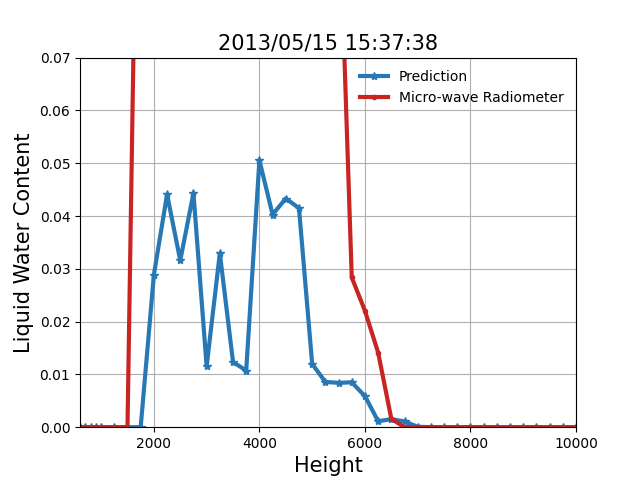 2013/05/15 15:37:38
Prediction
Micro-wave Radiometer
Liquid Water Content
0.07
0.06
0.05
0.04
0.03
0.02
0.01
0.00
2000 4000 6000 8000 10000
Height